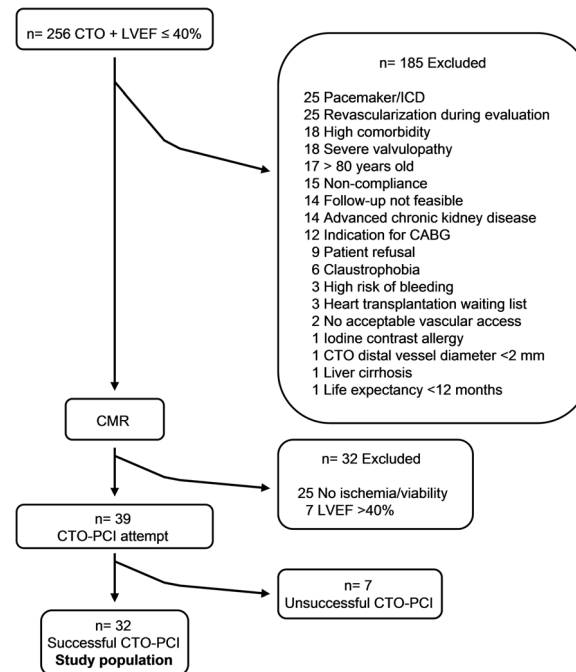 n= 256 CTO + LVEF ≤ 40%
n= 185 Excluded
25 Pacemaker/ICD
25 Revascularization during evaluation
18 High comorbidity
18 Severe valvulopathy
17 > 80 years old
15 Non-compliance
14 Follow-up not feasible
14 Advanced chronic kidney disease
12 Indication for CABG
9 Patient refusal
6 Claustrophobia
3 High risk of bleeding
3 Heart transplantation waiting list
2 No acceptable vascular access
1 Iodine contrast allergy
1 CTO distal vessel diameter <2 mm
1 Liver cirrhosis
1 Life expectancy <12 months
CMR
n= 32 Excluded
25 No ischemia/viability
7 LVEF >40%
n= 39
CTO-PCI attempt
n= 7
Unsuccessful CTO-PCI
n= 32
Successful CTO-PCI
Study population